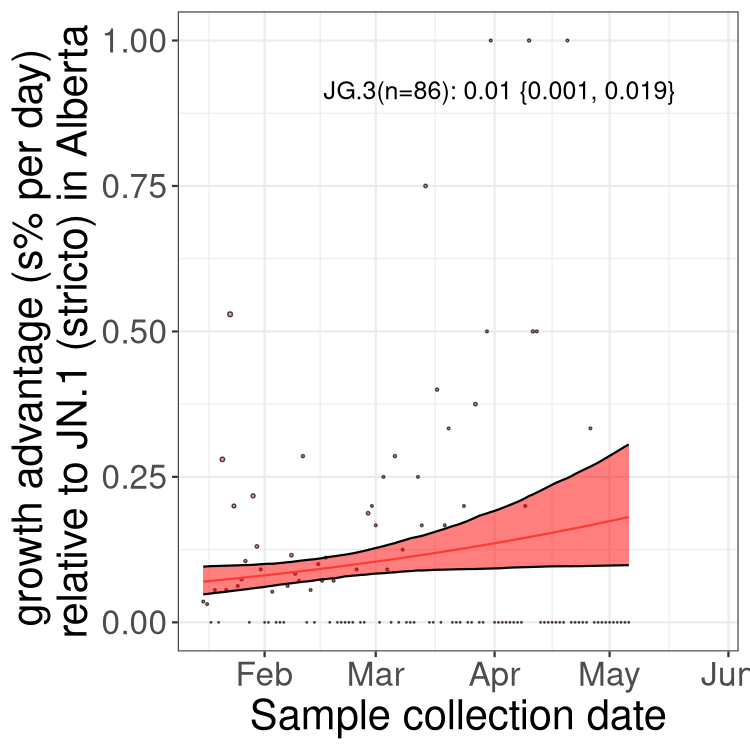 growth advantage (s% per day)
relative to JN.1 (stricto) in Alberta
1.00
0.75
0.50
0.25
0.00
JG.3(n=86): 0.01 {0.001, 0.019}
Feb
Mar
Apr
May
Jun
Sample collection date